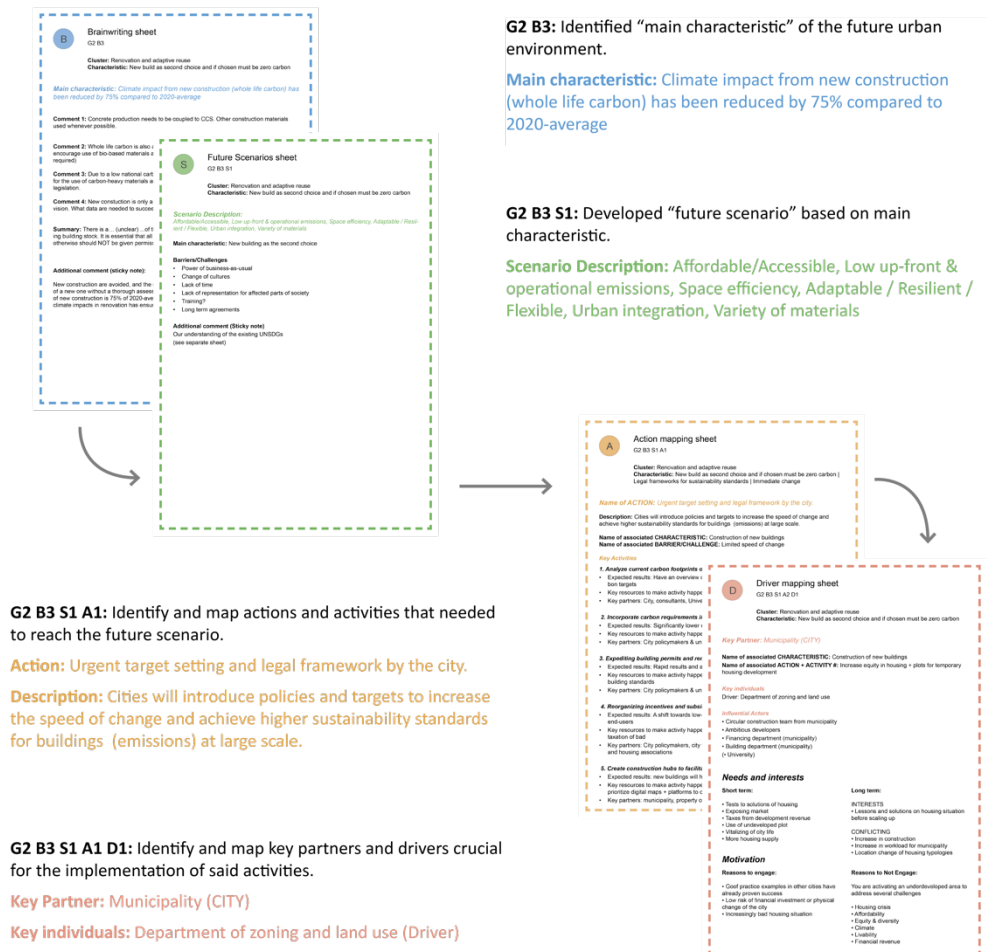 B
Brainwriting sheet
G2 B3
Cluster: Renovation and adaptive reuse
Characteristic: New build as second choice and if chosen must be zero carbon
Main characteristic: Climate impact from new construction (whole life carbon) has
been reduced by 75% compared to 2020-average
Comment 1: Concrete production needs to be coupled to CCS. Other construction materials
used whenever possible.
Comment 2: Whole life carbon is also
encourage use of bio-based materials
required)
Comment 3: Due to a low national
for the use of carbon-heavy materials
legislation.
Comment 4: New constuction is only
vision. What data are needed to
Summary: There is a... (unclear) ...of
ing building stock. It is essential that all
otherwise should NOT be given
Additional comment (sticky note):
New construction are avoided, and the
of a new one without a thorough
of new construction is 75% of
climate impacts in renovation has
S
Future Scenarios sheet
G2 B3 S1
Cluster: Renovation and adaptive reuse
Characteristic: New build as second choice and if chosen must be zero carbon
Scenario Description:
Affordable/Accessible, Low up front & operational emissions, Space efficiency, Adaptable / Resil-
ient / Flexible, Urban integration, Variety of materials
Main characteristic: New building as the second choice
Barriers/Challenges
• Power of business-as-usual
• Change of cultures
• Lack of time
• Lack of representation for affected parts of society
• Training?
• Long term agreements
Additional comment (Sticky note)
Our understanding of the existing UNSDGs
(see separate sheet)
G2 B3: Identified “main characteristic” of the future urban
environment.
Main characteristic: Climate impact from new construction
(whole life carbon) has been reduced by 75% compared to
2020-average
G2 B3 S1: Developed “future scenario” based on main
characteristic.
Scenario Description: Affordable/Accessible, Low up-front &
operational emissions, Space efficiency, Adaptable / Resilient /
Flexible, Urban integration, Variety of materials
A
Action mapping sheet
G2 B3 S1 A1
Cluster: Renovation and adaptive reuse
Characteristic: New build as second choice and if chosen must be zero carbon |
Legal frameworks for sustainability standards | Immediate change
Name of ACTION: Urgent target setting and legal framework by the city.
Description: Cities will introduce policies and targets to increase the speed of change and
achieve higher sustainability standards for buildings (emissions) at large scale.
Name of associated CHARACTERISTIC: Construction of new buildings
Name of associated BARRIER/CHALLENGE: Limited speed of change
Key Activities
1. Analyze current carbon footprints
• Expected results: Have an overview
bon targets
• Key resources to make activity
• Key partners: City, consultants,
2. Incorporate carbon requirements
• Expected results: Significantly lower
• Key resources to make activity
• Key partners: City policymakers &
3. Expediting building permits and
• Expected results: Rapid results and
• Key resources to make activity
building standards
• Key partners: City policymakers &
4. Reorganizing incentives and
• Expected results: A shift towards
end-users
• Key resources to make activity
taxation of bad
• Key partners: City policymakers, city
and housing associations
5. Create construction hubs to
• Expected results: new buildings will
• Key resources to make activity
prioritize digital maps + platforms to
• Key partners: municipality, property
D
Driver mapping sheet
G2 B3 S1 A2 D1
Cluster: Renovation and adaptive reuse
Characteristic: New build as second choice and if chosen must be zero carbon
Key Partner: Municipality (CITY)
Name of associated CHARACTERISTIC: Construction of new buildings
Name of associated ACTION + ACTIVITY #: Increase equity in housing + plots for temporary
housing development
Key individuals
Driver: Department of zoning and land use
Influential Actors
• Circular construction team from municipality
• Ambitious developers
• Financing department (municipality)
• Building department (municipality)
(• University)
Needs and interests
Short term:
• Tests to solutions of housing
• Exposing market
• Taxes from development revenue
• Use of undeveloped plot
• Vitalizing of city life
• More housing supply
Long term:
INTERESTS
• Lessons and solutions on housing situation
before scaling up
CONFLICTING
• Increase in construction
• Increase in workload for municipality
• Location change of housing typologies
Motivation
Reasons to engage:
• Goof practice examples in other cities have
already proven success
• Low risk of financial investment or physical
change of the city
• Increasingly bad housing situation
Reasons to Not Engage:
You are activating an underdeveloped area to
address several challenges
• Housing crisis
• Affordability
• Equity & diversity
• Climate
• Livability
• Financial revenue
G2 B3 S1 A1: Identify and map actions and activities that needed
to reach the future scenario.
Action: Urgent target setting and legal framework by the city.
Description: Cities will introduce policies and targets to increase
the speed of change and achieve higher sustainability standards
for buildings (emissions) at large scale.
G2 B3 S1 A1 D1: Identify and map key partners and drivers crucial
for the implementation of said activities.
Key Partner: Municipality (CITY)
Key individuals: Department of zoning and land use (Driver)